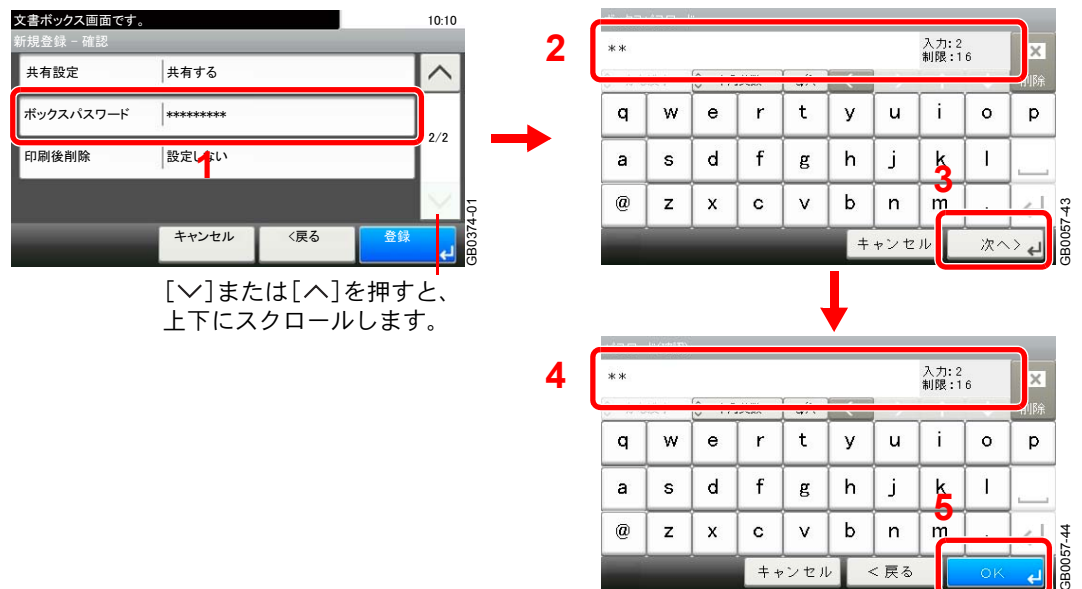 文書ボックス画面です。
10:10
新規登録 - 確認
共有設定 共有する
ボックスパスワード *********
印刷後削除 設定しない
2/2
1
キャンセル <戻る 登録
GB0374-01
[∨]または[∧]を押すと、
上下にスクロールします。
2
** 入力:2
制限:16
削除
q w e r t y u i o p
a s d f g h j k l
3
@ z x c v b n m .
キャンセル 次へ>
GB0057-43
4
** 入力:2
制限:16
削除
q w e r t y u i o p
a s d f g h j k l
5
@ z x c v b n m .
キャンセル <戻る OK
GB0057-44